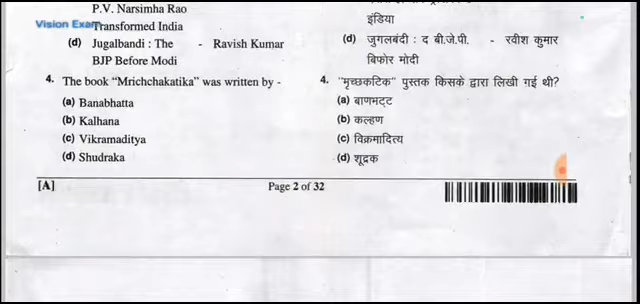 P.V. Narsimha Rao
Vision Exam
Transformed India
(d) Jugalbandi : The - Ravish Kumar
BJP Before Modi
4. The book “Mrichchakatika” was written by -
(a) Banabhatta
(b) Kalhana
(c) Vikramaditya
(d) Shudraka
इंडिया
(d) जुगलबंदी : द बी.जे.पी. - रवीश कुमार
बिफोर मोदी
4. "मृच्छकटिक" पुस्तक किसके द्वारा लिखी गई थी?
(a) बाणभट्ट
(b) कल्हण
(c) विक्रमादित्य
(d) शूद्रक
[A]
Page 2 of 32